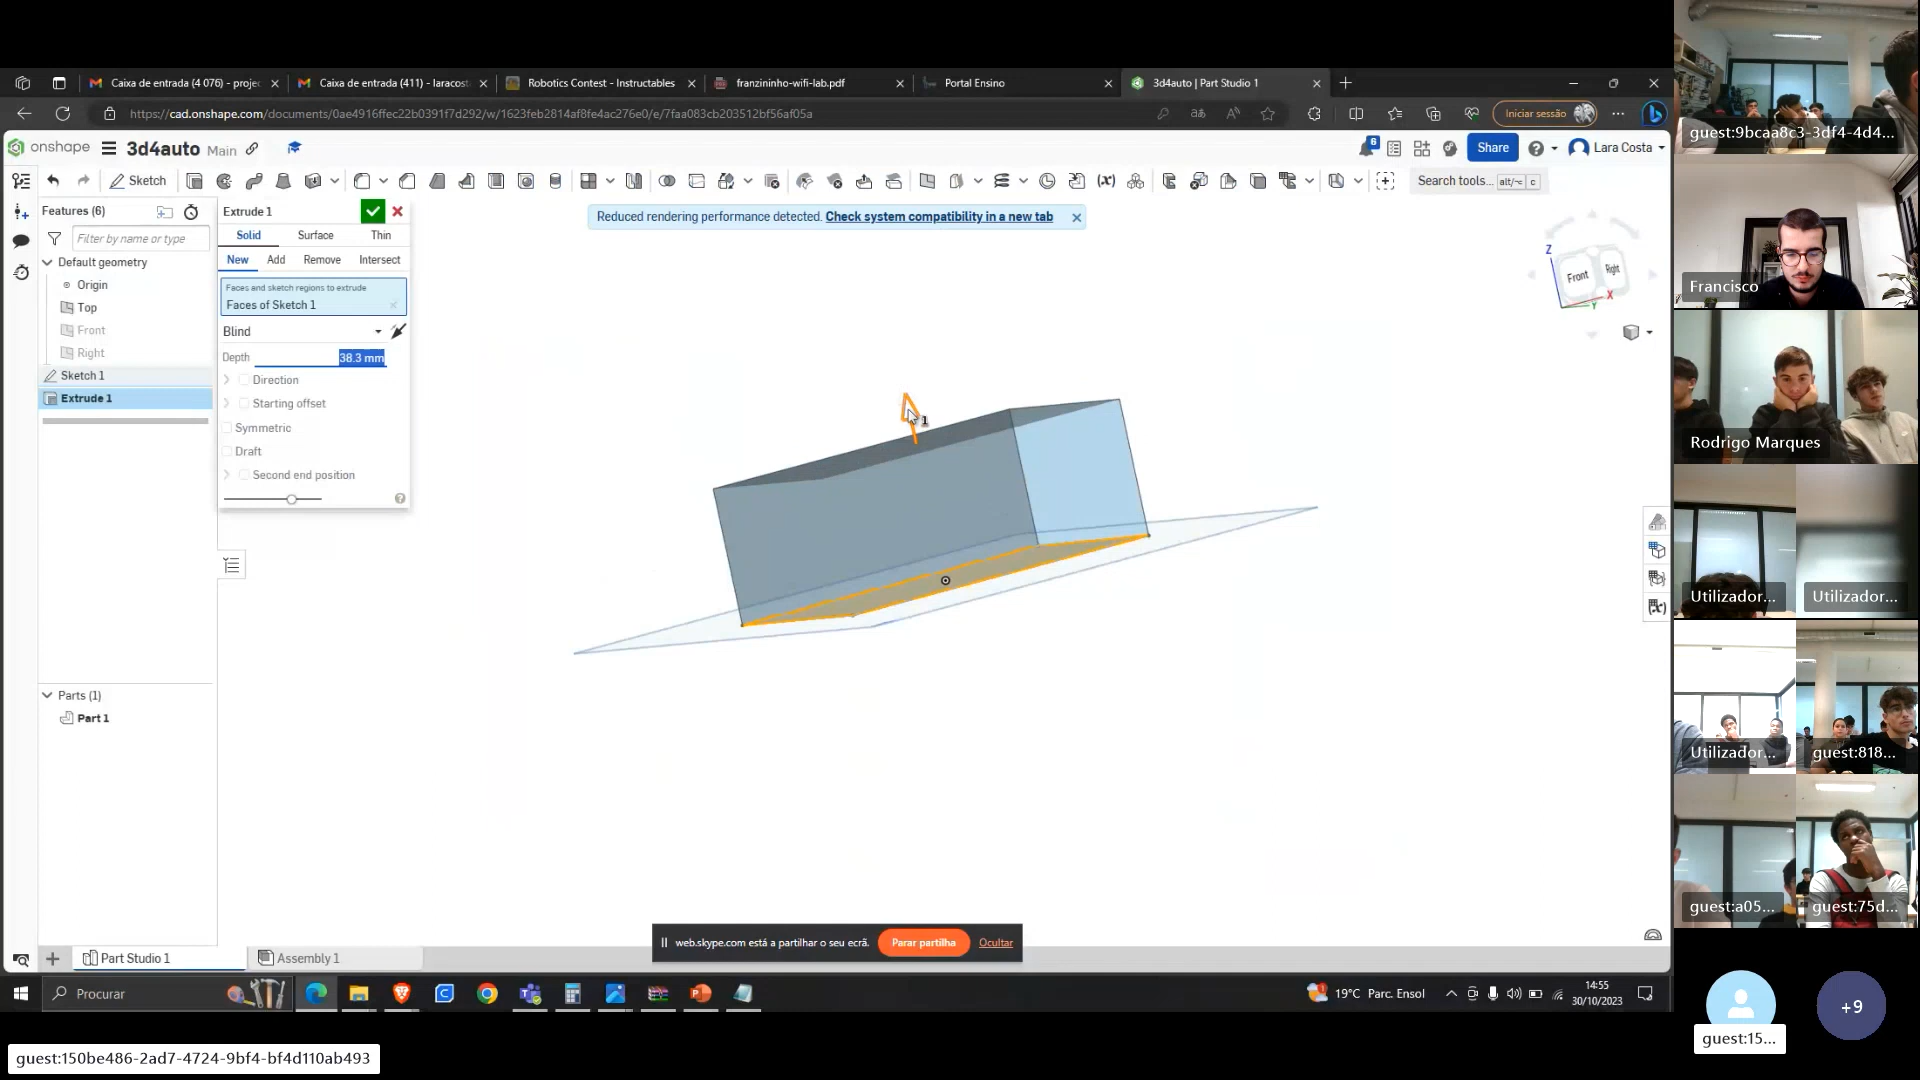 Caixa de entrada (4 076) - projec
Caixa de entrada (411) - laracost
Robotics Contest - Instructables
franzininho-wifi-lab.pdf
Portal Ensino
3d4auto | Part Studio 1
https://cad.onshape.com/documents/0ae4916ffec22b0391f7d292/w/1623feb2814af8fe4ac276e0/e/7faa083cb203512bf56af05a
Iniciar sessão
onshape
3d4auto Main
6
Share
Lara Costa
Sketch
Search tools... alt/⌥ c
Features (6)
Filter by name or type
Default geometry
Origin
Top
Front
Right
Sketch 1
Extrude 1
Parts (1)
Part 1
Extrude 1
Solid Surface Thin
New Add Remove Intersect
Faces and sketch regions to extrude
Faces of Sketch 1
Blind
Depth 38.3 mm
Direction
Starting offset
Symmetric
Draft
Second end position
Reduced rendering performance detected. Check system compatibility in a new tab
1
Z
Front
Right
X
Y
web.skype.com está a partilhar o seu ecrã. Parar partilha Ocultar
Part Studio 1
Assembly 1
Procurar
19°C Parc. Ensol
14:55
30/10/2023
guest:9bcaa8c3-3df4-4d4...
Francisco
Rodrigo Marques
Utilizador...
Utilizador...
Utilizador...
guest:818...
guest:a05...
guest:75d...
guest:15...
+9
guest:150be486-2ad7-4724-9bf4-bf4d110ab493